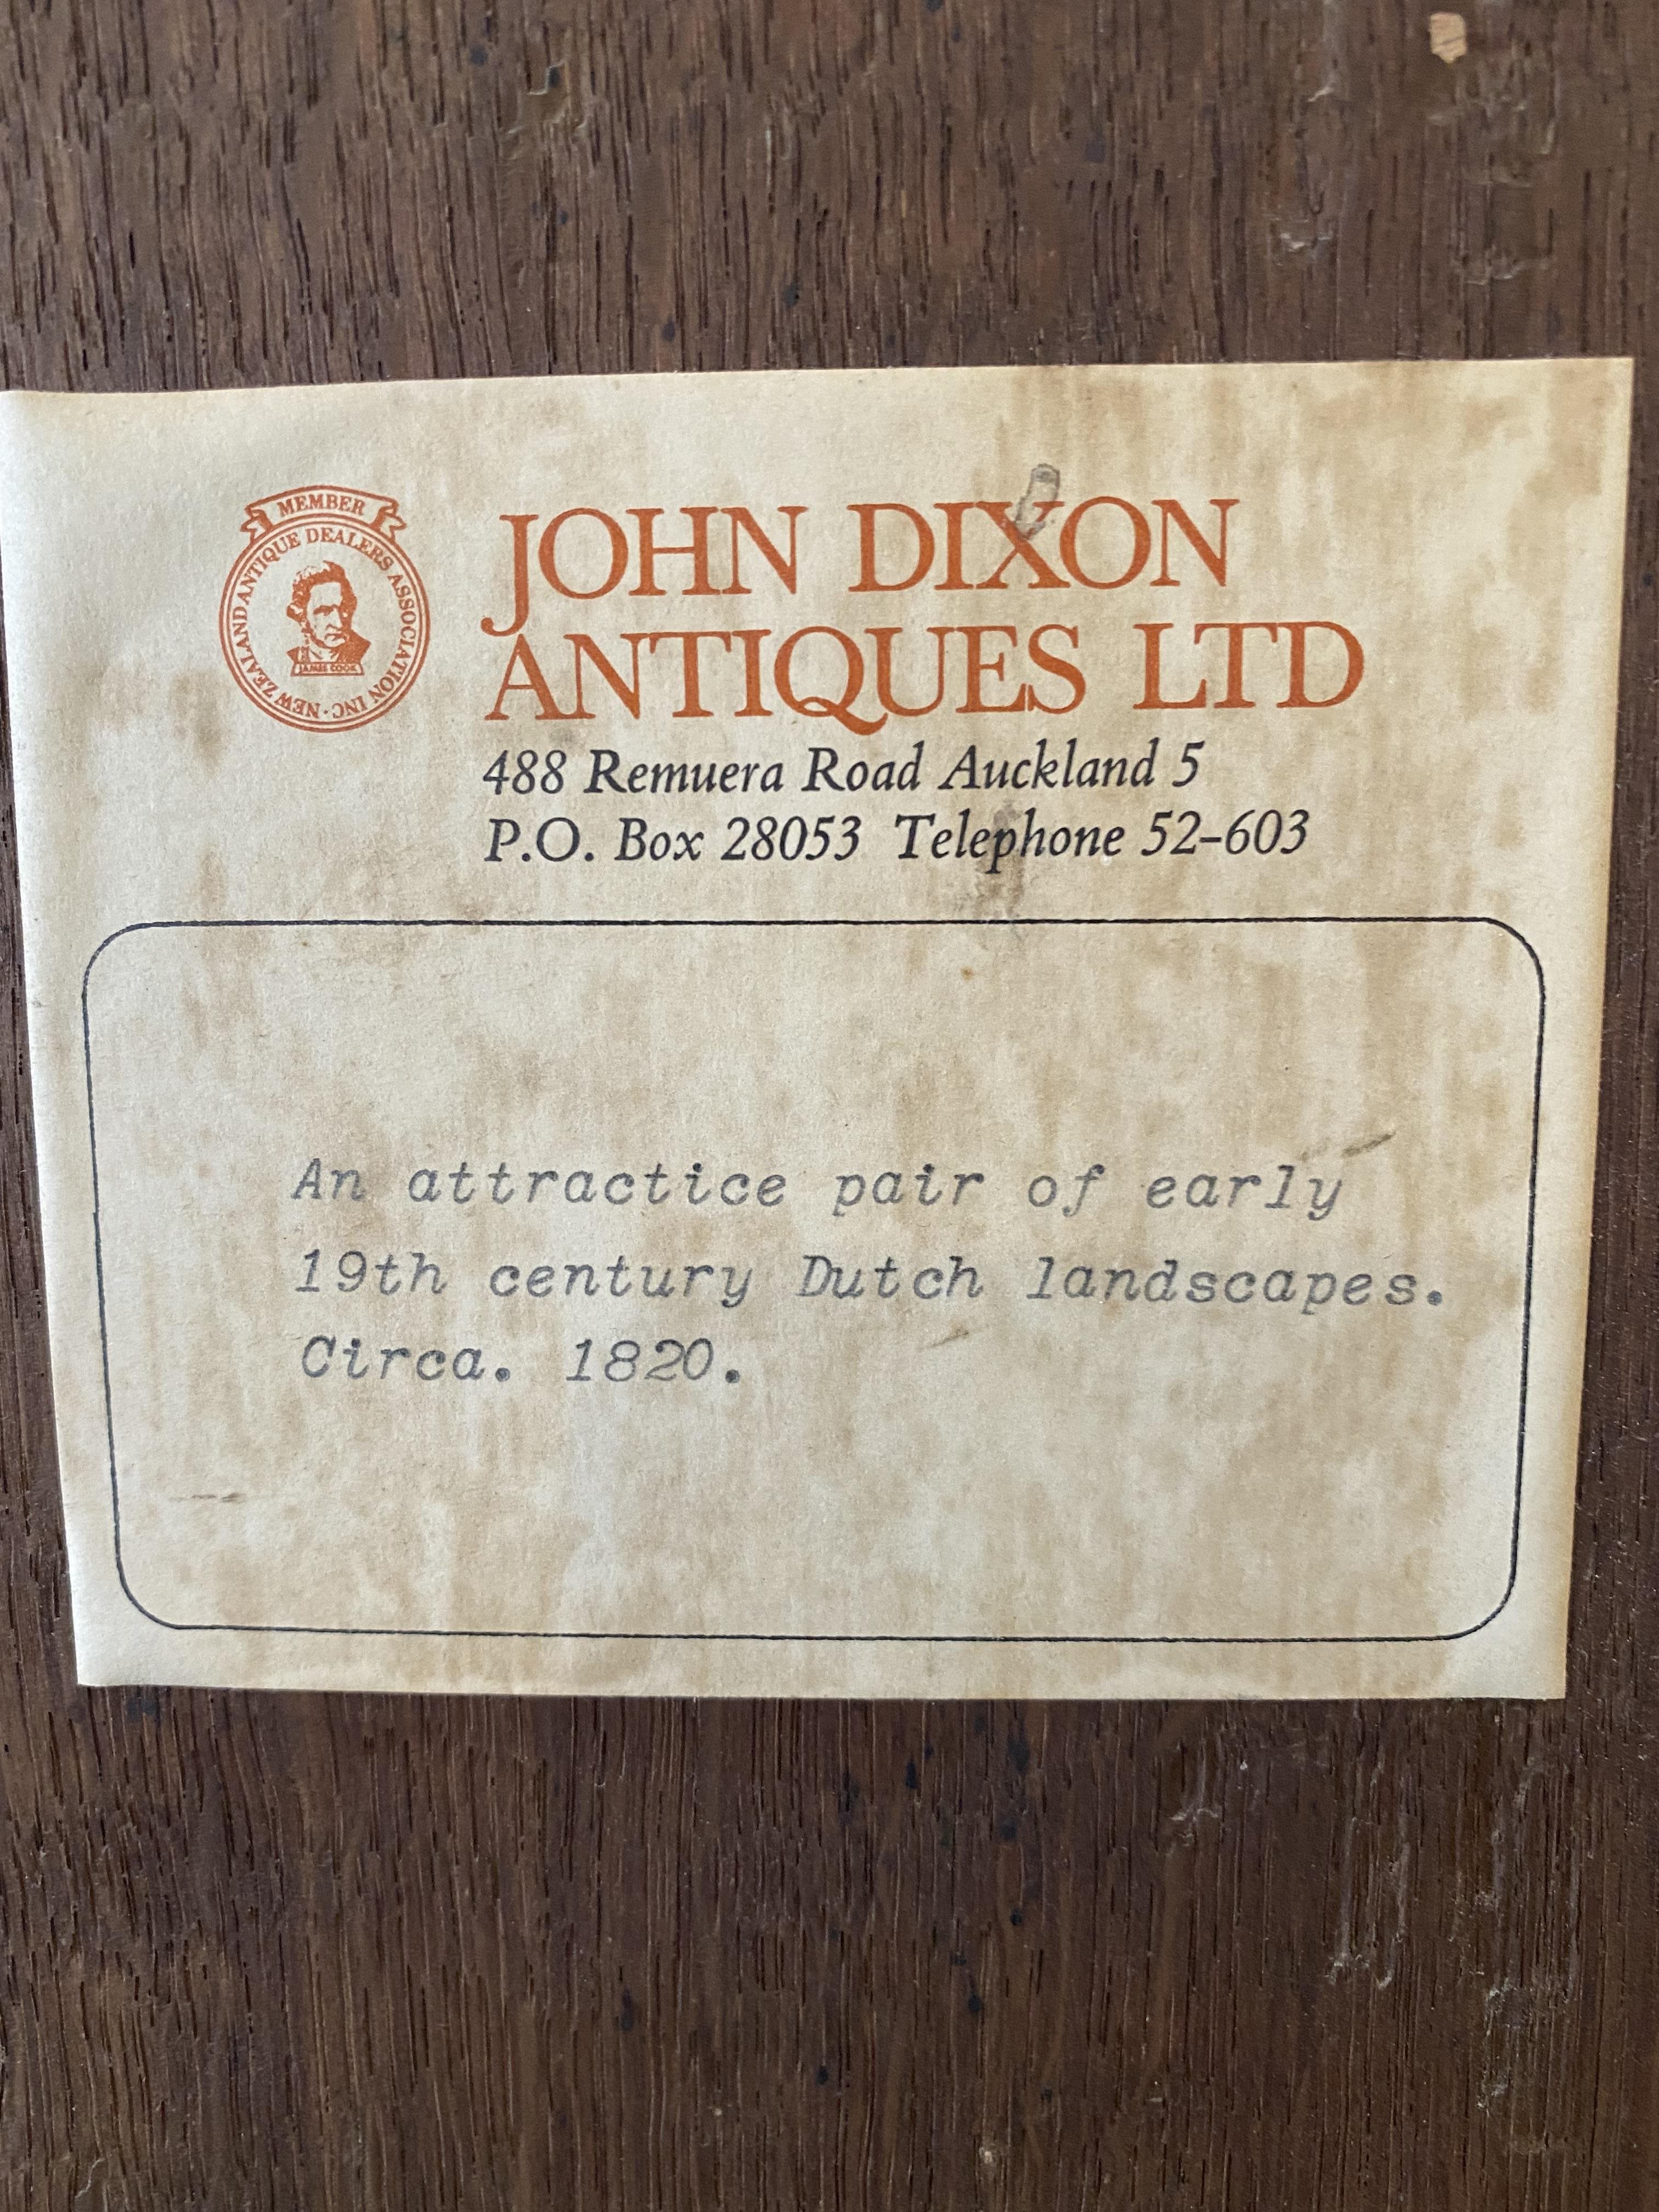 MEMBER
NEW ZEALAND ANTIQUE DEALERS ASSOCIATION INC ·
JAMES COOK
JOHN DIXON
ANTIQUES LTD
488 Remuera Road Auckland 5
P.O. Box 28053 Telephone 52-603
An attractice pair of early
19th century Dutch landscapes.
Circa. 1820.